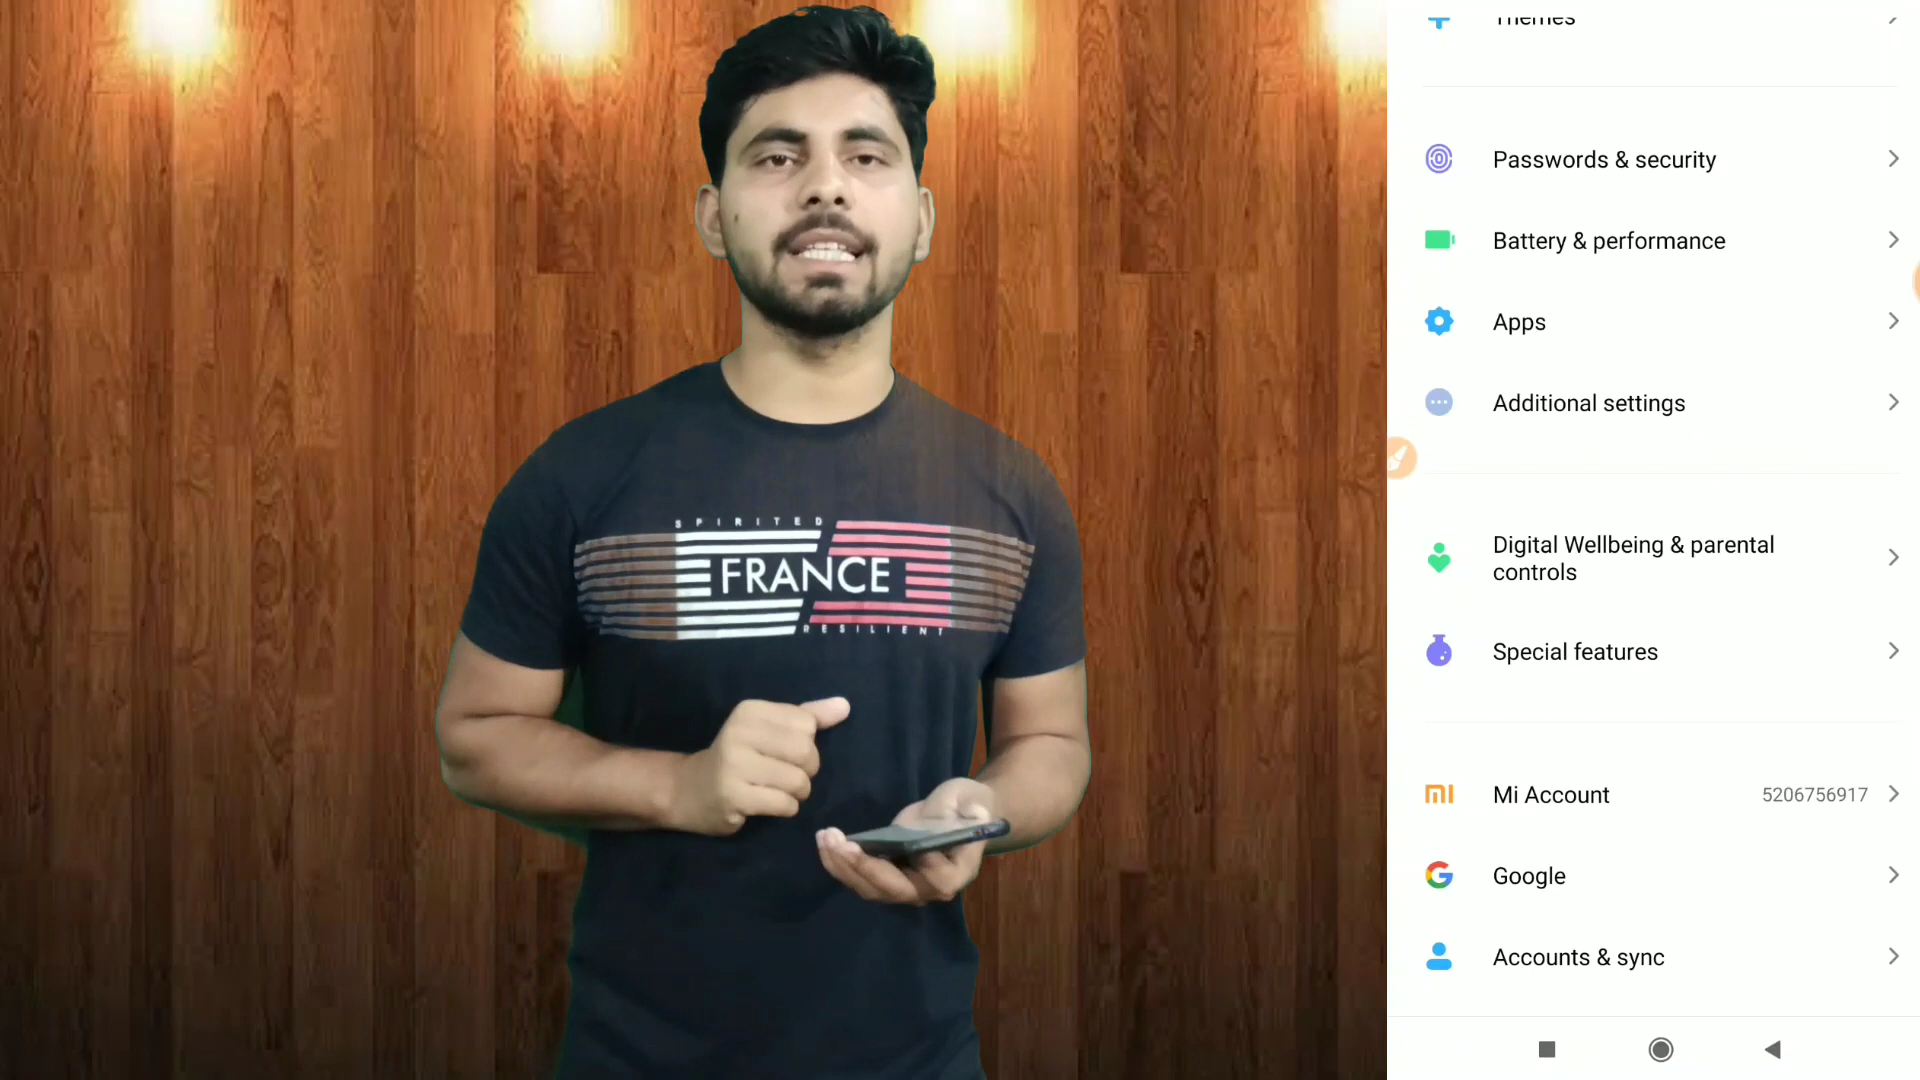 SPIRITED
FRANCE
RESILIENT
Themes
Passwords & security
Battery & performance
Apps
Additional settings
Digital Wellbeing & parental
controls
Special features
Mi Account 5206756917
Google
Accounts & sync